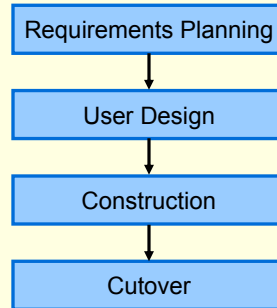 Requirements Planning
User Design
Construction
Cutover